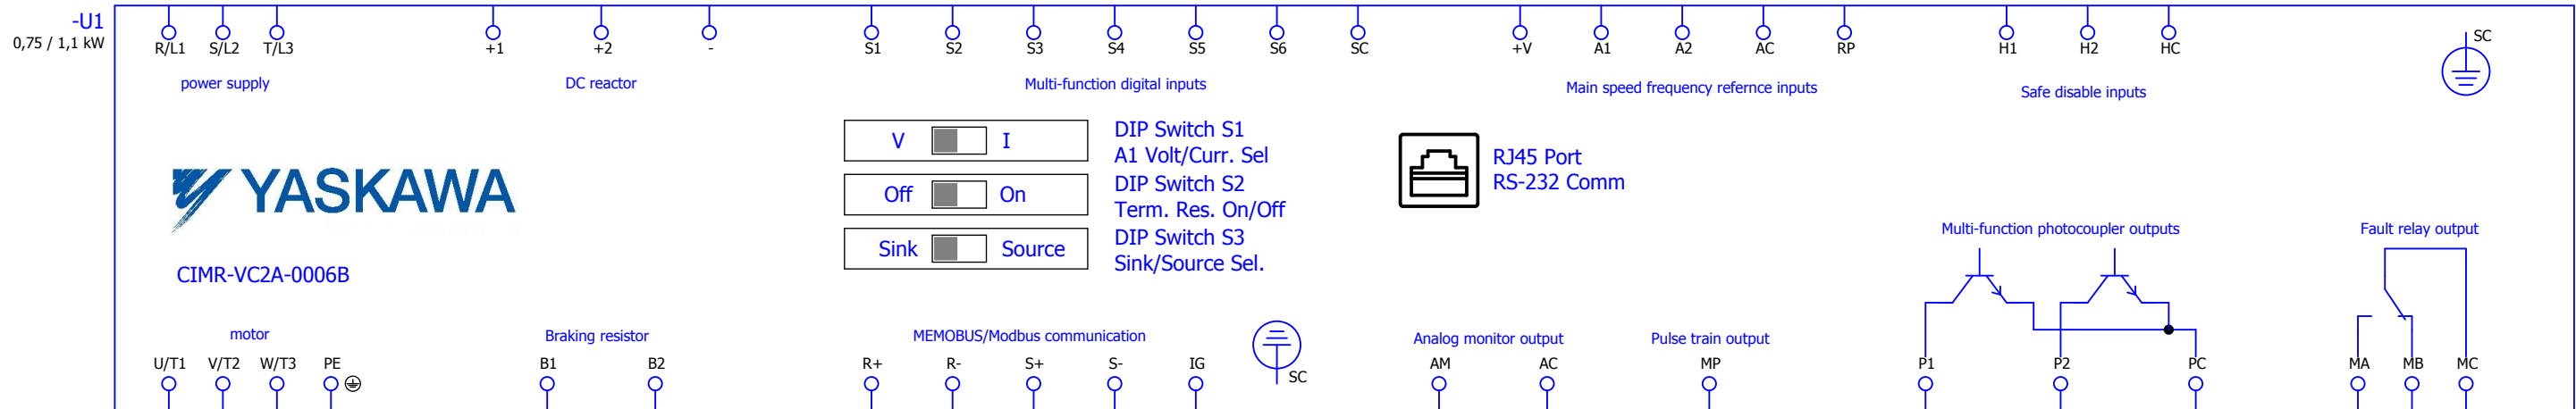 -U1
0,75 / 1,1 kW
R/L1 S/L2 T/L3 +1 +2 - S1 S2 S3 S4 S5 S6 SC +V A1 A2 AC RP H1 H2 HC SC
power supply DC reactor Multi-function digital inputs Main speed frequency refernce inputs Safe disable inputs
V I DIP Switch S1
A1 Volt/Curr. Sel
Off On DIP Switch S2
Term. Res. On/Off
Sink Source DIP Switch S3
Sink/Source Sel.
RJ45 Port
RS-232 Comm
YASKAWA
CIMR-VC2A-0006B
Multi-function photocoupler outputs Fault relay output
motor Braking resistor MEMOBUS/Modbus communication Analog monitor output Pulse train output
U/T1 V/T2 W/T3 PE B1 B2 R+ R- S+ S- IG SC AM AC MP P1 P2 PC MA MB MC